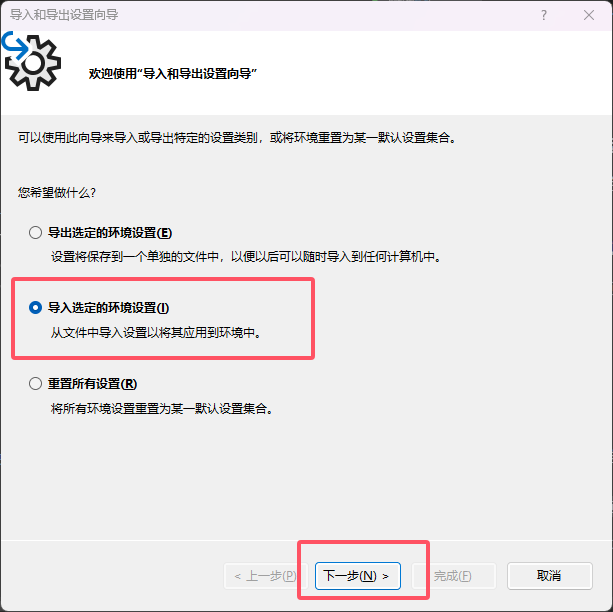 导入和导出设置向导
?
欢迎使用"导入和导出设置向导"
可以使用此向导来导入或导出特定的设置类别，或将环境重置为某一默认设置集合。
您希望做什么?
导出选定的环境设置(E)
设置将保存到一个单独的文件中，以便以后可以随时导入到任何计算机中。
导入选定的环境设置(I)
从文件中导入设置以将其应用到环境中。
重置所有设置(R)
将所有环境设置重置为某一默认设置集合。
< 上一步(P) 下一步(N) > 完成(F) 取消